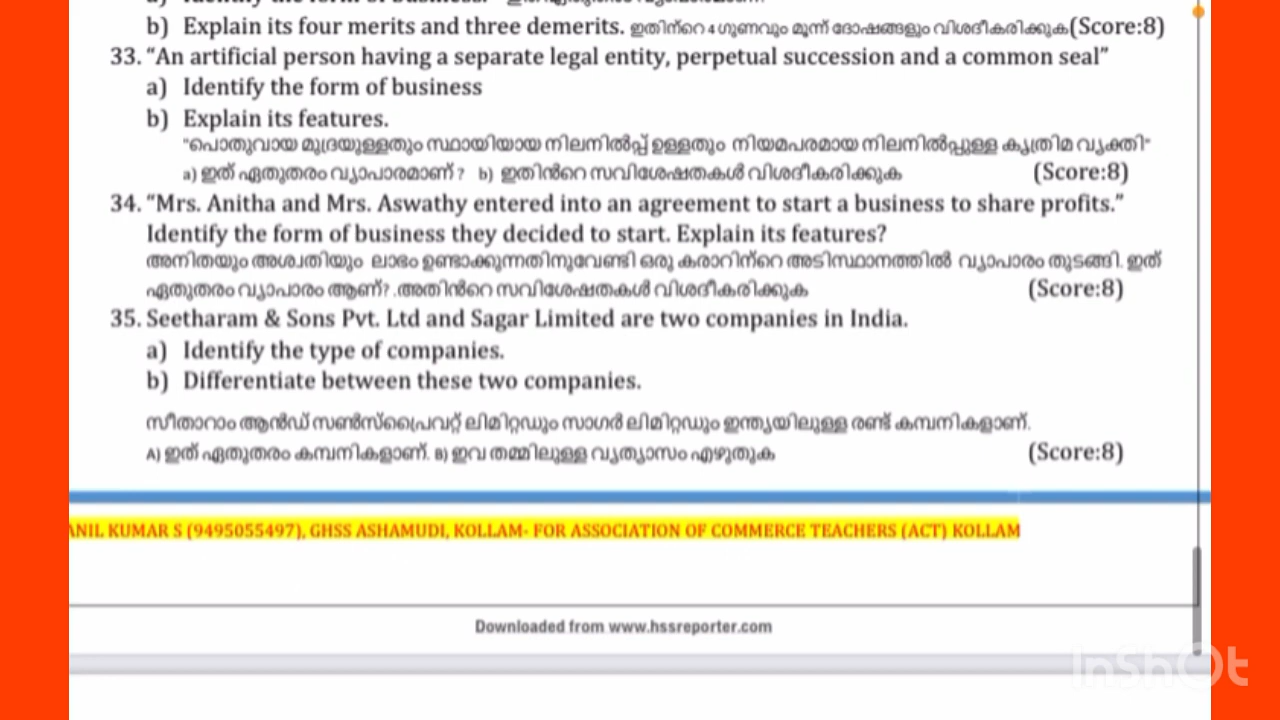 b) Explain its four merits and three demerits. ഇതിന്റെ 4 ഗുണവും മൂന്ന് ദോഷങ്ങളും വിശദീകരിക്കുക(Score:8)
33. “An artificial person having a separate legal entity, perpetual succession and a common seal”
a) Identify the form of business
b) Explain its features.
"പൊതുവായ മുദ്രയുള്ളതും സ്ഥായിയായ നിലനിൽപ്പ് ഉള്ളതും നിയമപരമായ നിലനിൽപ്പുള്ള കൃത്രിമ വ്യക്തി"
a) ഇത് ഏതുതരം വ്യാപാരമാണ്? b) ഇതിൻറെ സവിശേഷതകൾ വിശദീകരിക്കുക (Score:8)
34. “Mrs. Anitha and Mrs. Aswathy entered into an agreement to start a business to share profits.”
Identify the form of business they decided to start. Explain its features?
അനിതയും അശ്വതിയും ലാഭം ഉണ്ടാക്കുന്നതിനുവേണ്ടി ഒരു കരാറിന്റെ അടിസ്ഥാനത്തിൽ വ്യാപാരം തുടങ്ങി. ഇത്
ഏതുതരം വ്യാപാരം ആണ്? .അതിൻറെ സവിശേഷതകൾ വിശദീകരിക്കുക (Score:8)
35. Seetharam & Sons Pvt. Ltd and Sagar Limited are two companies in India.
a) Identify the type of companies.
b) Differentiate between these two companies.
സീതാറാം ആൻഡ് സൺസ്പ്രൈവറ്റ് ലിമിറ്റഡും സാഗർ ലിമിറ്റഡും ഇന്ത്യയിലുള്ള രണ്ട് കമ്പനികളാണ്.
A) ഇത് ഏതുതരം കമ്പനികളാണ്. B) ഇവ തമ്മിലുള്ള വ്യത്യാസം എഴുതുക (Score:8)
ANIL KUMAR S (9495055497), GHSS ASHAMUDI, KOLLAM- FOR ASSOCIATION OF COMMERCE TEACHERS (ACT) KOLLAM
Downloaded from www.hssreporter.com
InShOt